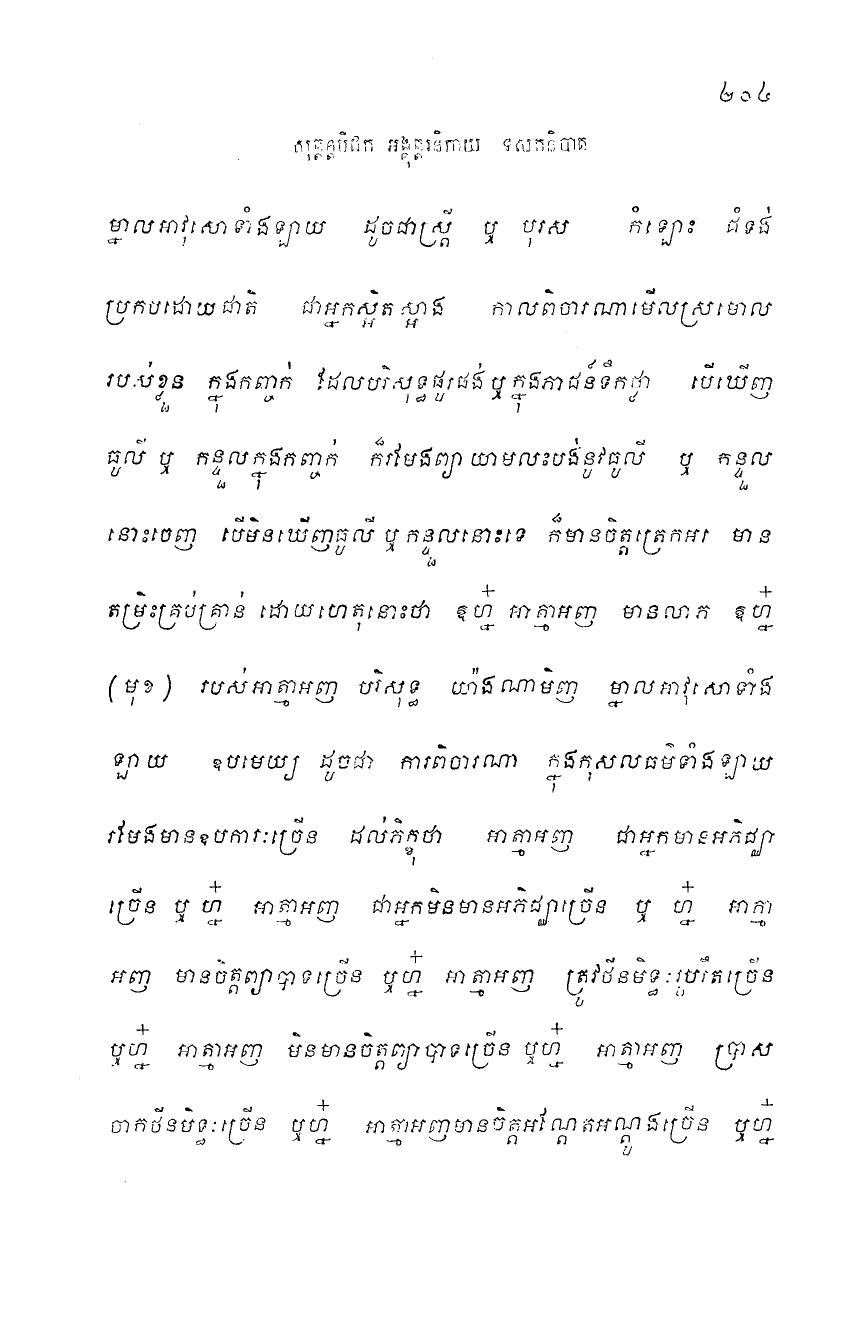 ២០៤
សុត្តន្តបិដក អង្គុត្តរនិកាយ ទសកនិបាត
ម្នាលអាវុសោទាំងឡាយ ដូចជាស្ត្រី ឬ បុរស កំឡោះ ជំទង់
ប្រកបដោយជាតិ ជាអ្នកស្អិតស្អាង កាលពិចារណាមើលស្រមោល
របស់ខ្លួន ក្នុងកញ្ចក់ ដែលបរិសុទ្ធផូរផង់ ឬក្នុងភាជន៍ទឹកថ្លា បើឃើញ
ធូលី ឬ កន្ទួលក្នុងកញ្ចក់ ក៏រមែងព្យាយាមលះបង់នូវធូលី ឬ កន្ទួល
នោះចេញ បើមិនឃើញធូលី ឬកន្ទួលនោះទេ ក៏មានចិត្តត្រេកអរ មាន
តម្រិះគ្រប់គ្រាន់ ដោយហេតុនោះថា ឱហ្ន៎ អាត្មាអញ មានលាភ ឱហ្ន៎
(មុខ) របស់អាត្មាអញ បរិសុទ្ធ យ៉ាងណាមិញ ម្នាលអាវុសោទាំង
ឡាយ ឧបមេយ្យ ដូចជា ការពិចារណា ក្នុងកុសលធម៌ទាំងឡាយ
រមែងមានឧបការៈច្រើន ដល់ភិក្ខុថា អាត្មាអញ ជាអ្នកមានអភិជ្ឈា
ច្រើន ឬ ហ្ន៎ អាត្មាអញ ជាអ្នកមិនមានអភិជ្ឈាច្រើន ឬ ហ្ន៎ អាត្មា
អញ មានចិត្តព្យាបាទច្រើន ឬហ្ន៎ អាត្មាអញ ត្រូវថីនមិទ្ធៈរួបរឹតច្រើន
ឬហ្ន៎ អាត្មាអញ មិនមានចិត្តព្យាបាទច្រើន ឬហ្ន៎ អាត្មាអញ ប្រាស
ចាកថីនមិទ្ធៈច្រើន ឬហ្ន៎ អាត្មាអញមានចិត្តអណ្តែតអណ្តូងច្រើន ឬហ្ន៎